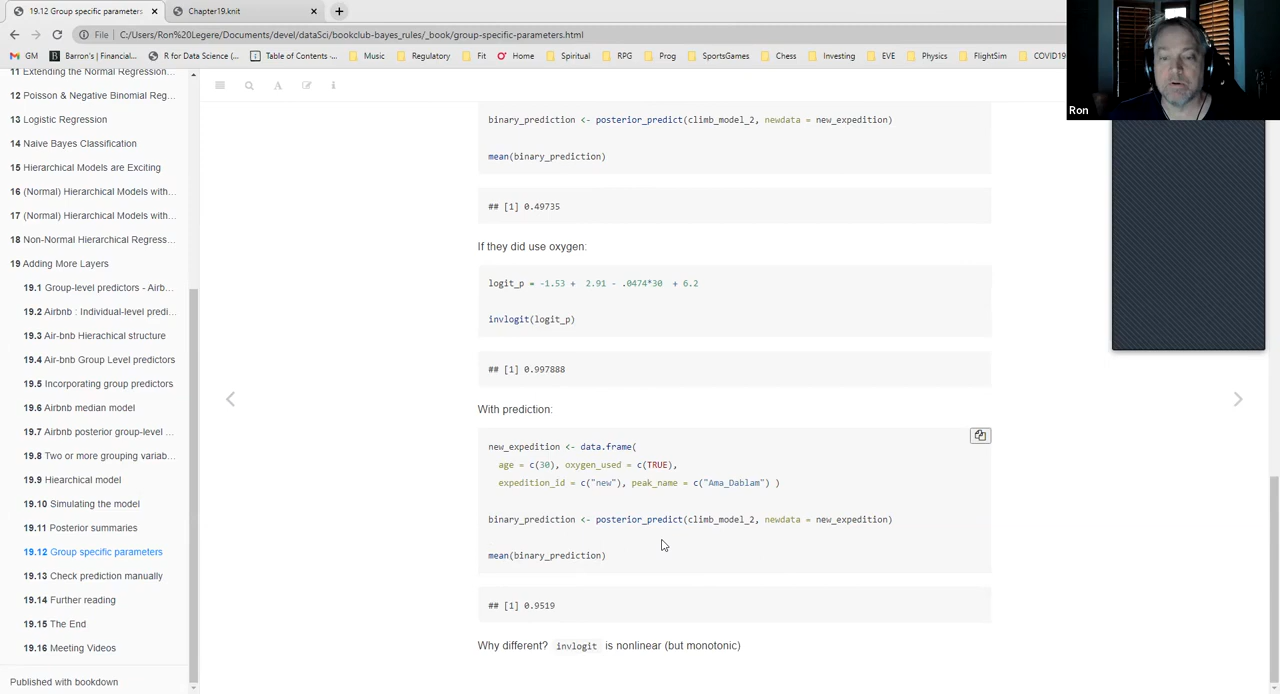 19.12 Group specific parameters
Chapter19.knit
File C:/Users/Ron%20Legere/Documents/devel/dataSci/bookclub-bayes_rules/_book/group-specific-parameters.html
GM
Barron's | Financial...
R for Data Science (...
Table of Contents -...
Music
Regulatory
Fit
Home
Spiritual
RPG
Prog
SportsGames
Chess
Investing
EVE
Physics
FlightSim
COVID19
Ron
11 Extending the Normal Regression...
12 Poisson & Negative Binomial Reg...
13 Logistic Regression
14 Naive Bayes Classification
15 Hierarchical Models are Exciting
16 (Normal) Hierarchical Models with...
17 (Normal) Hierarchical Models with...
18 Non-Normal Hierarchical Regress...
19 Adding More Layers
19.1 Group-level predictors - Airb...
19.2 Airbnb : Individual-level predi...
19.3 Air-bnb Hierachical structure
19.4 Air-bnb Group Level predictors
19.5 Incorporating group predictors
19.6 Airbnb median model
19.7 Airbnb posterior group-level ...
19.8 Two or more grouping variab...
19.9 Hiearchical model
19.10 Simulating the model
19.11 Posterior summaries
19.12 Group specific parameters
19.13 Check prediction manually
19.14 Further reading
19.15 The End
19.16 Meeting Videos
Published with bookdown
binary_prediction <- posterior_predict(climb_model_2, newdata = new_expedition)
mean(binary_prediction)
## [1] 0.49735
If they did use oxygen:
logit_p = -1.53 + 2.91 - .0474*30 + 6.2
invlogit(logit_p)
## [1] 0.997888
With prediction:
new_expedition <- data.frame(
age = c(30), oxygen_used = c(TRUE),
expedition_id = c("new"), peak_name = c("Ama_Dablam") )
binary_prediction <- posterior_predict(climb_model_2, newdata = new_expedition)
mean(binary_prediction)
## [1] 0.9519
Why different? invlogit is nonlinear (but monotonic)